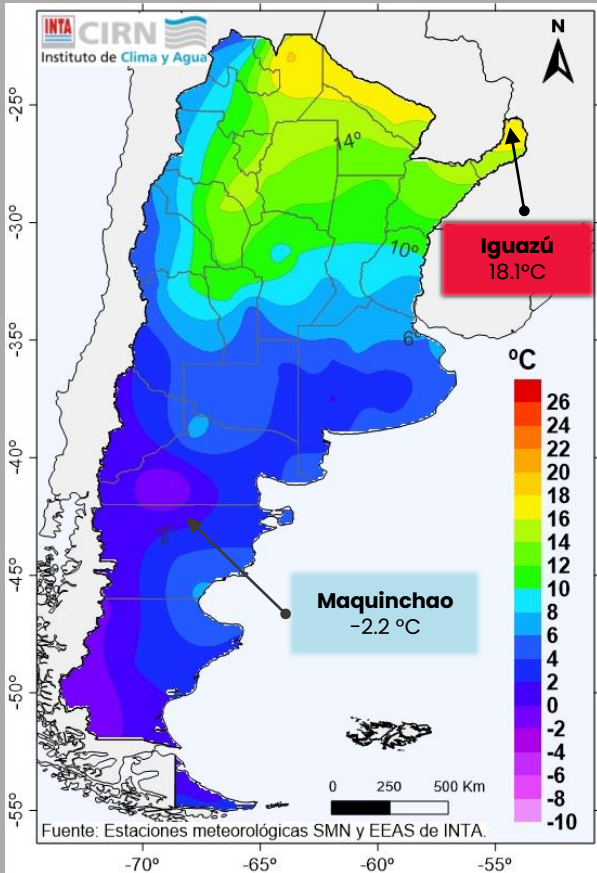 INTA CIRN
Instituto de Clima y Agua
N
-25°
-30°
-35°
-40°
-45°
-50°
-55°
14°
10°
6°
2°
Iguazú
18.1°C
Maquinchao
-2.2 °C
°C
26
24
22
20
18
16
14
12
10
8
6
4
2
0
-2
-4
-6
-8
-10
0 250 500 Km
Fuente: Estaciones meteorológicas SMN y EEAS de INTA.
-70° -65° -60° -55°